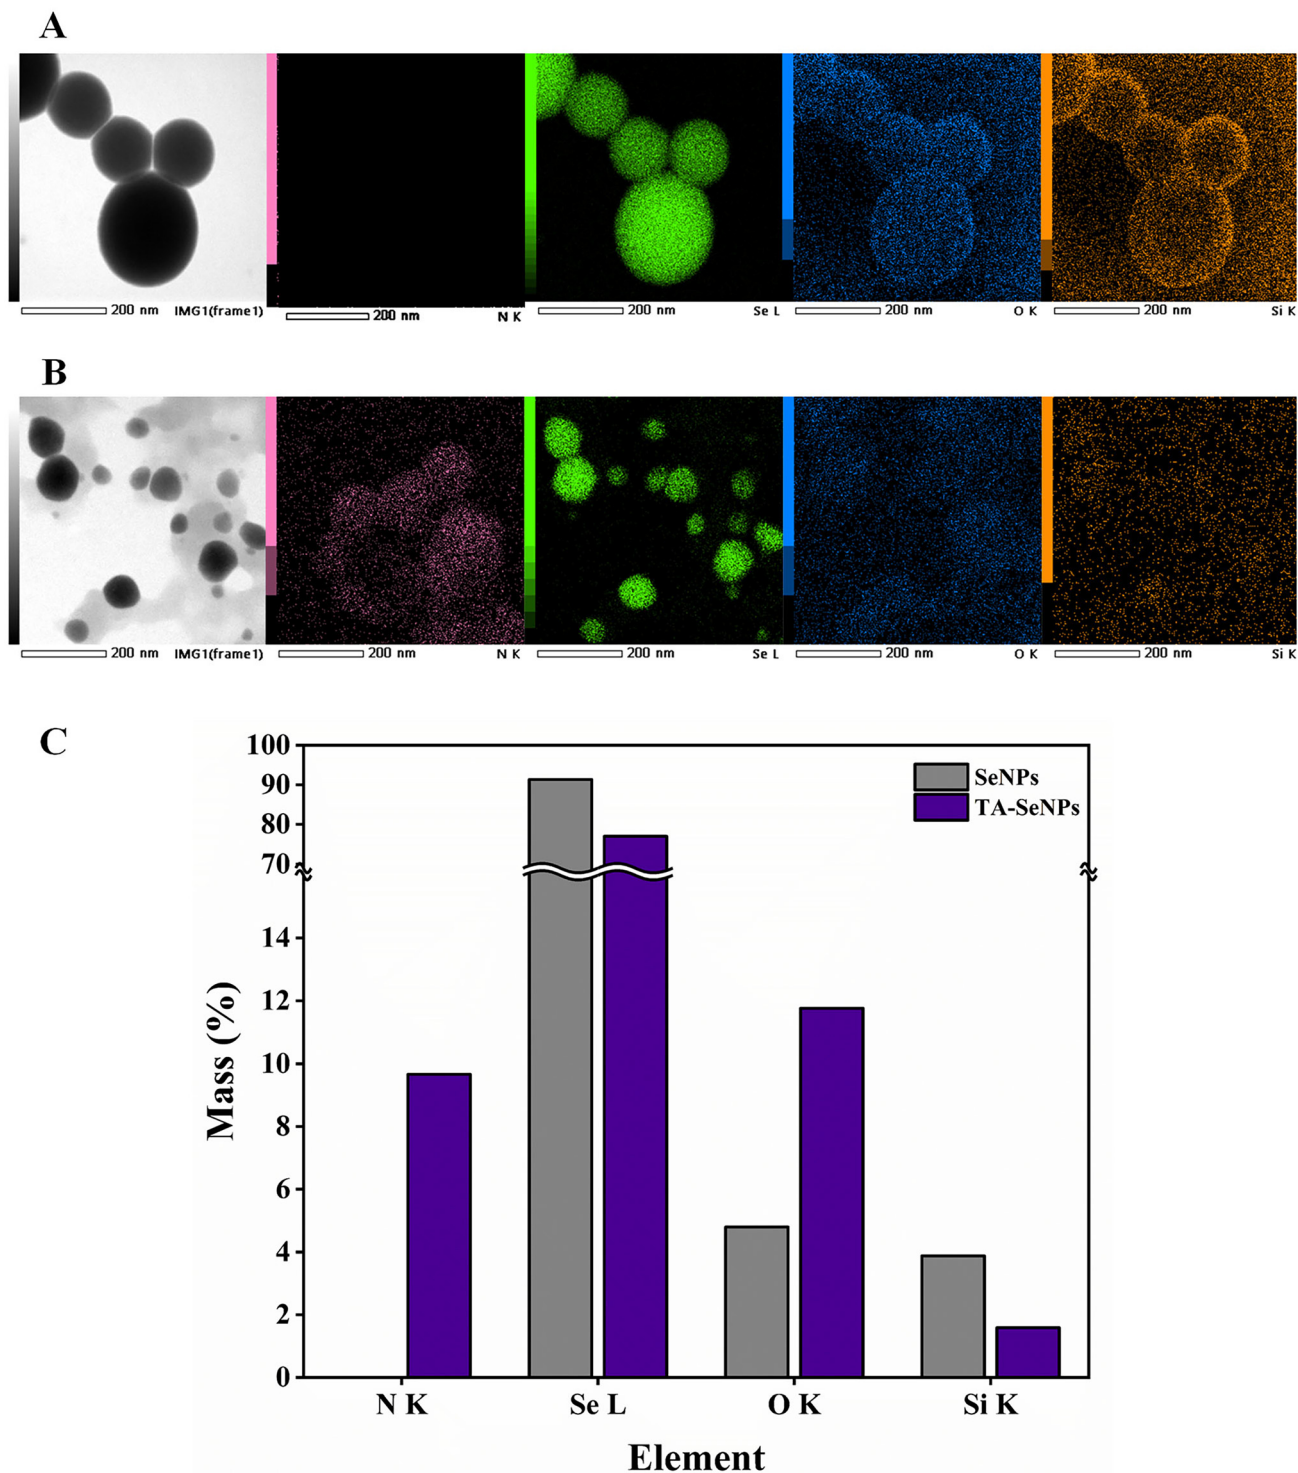 A
200 nm IMG1(frame1) 200 nm N K 200 nm Se L 200 nm O K 200 nm Si K
B
200 nm IMG1(frame1) 200 nm N K 200 nm Se L 200 nm O K 200 nm Si K
C
100
90
80
70
14
12
10
8
6
4
2
0
Mass (%)
SeNPs
TA-SeNPs
N K Se L O K Si K
Element